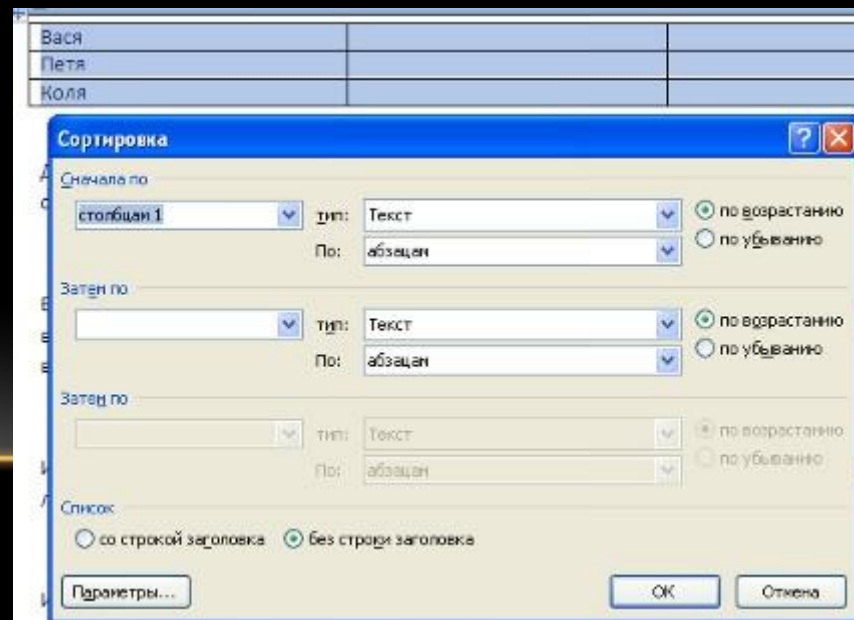 Вася
Петя
Коля
Сортировка
Сначала по
столбцам 1 тип: Текст по возрастанию
По: абзацам по убыванию
Затем по
тип: Текст по возрастанию
По: абзацам по убыванию
Затем по
тип: Текст по возрастанию
По: абзацам по убыванию
Список
со строкой заголовка без строки заголовка
Параметры... ОК Отмена